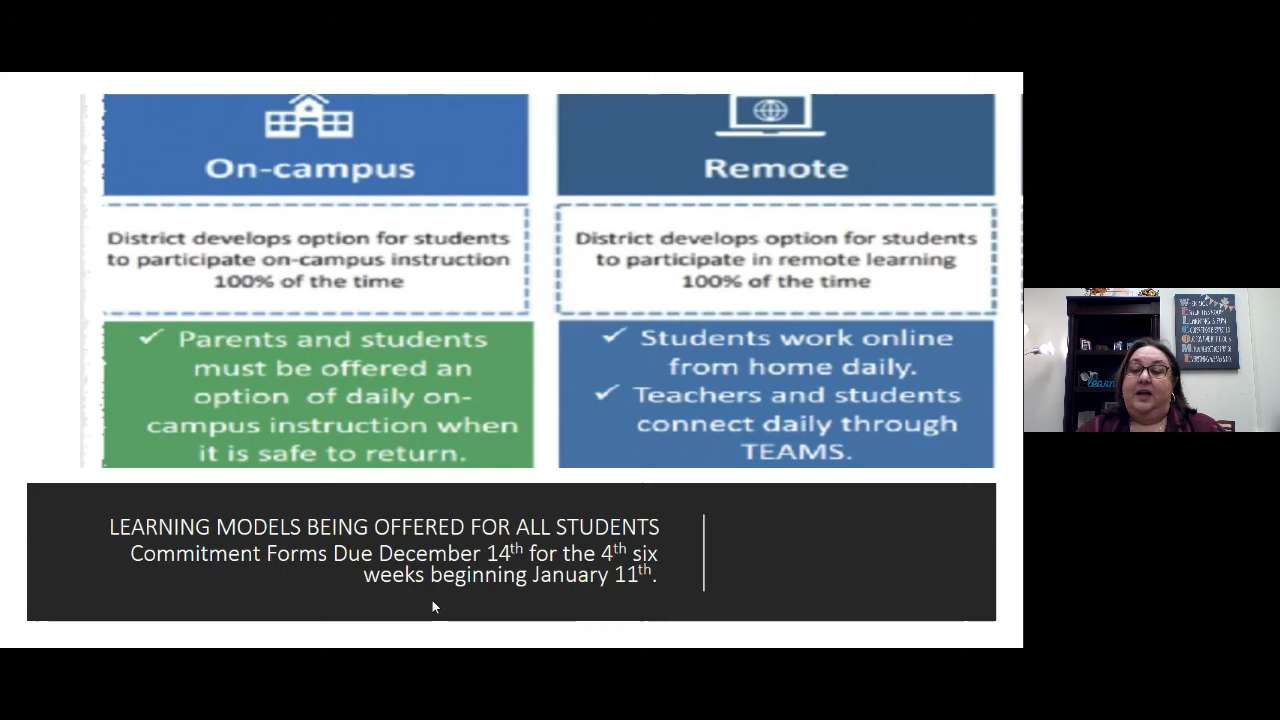 On-campus
District develops option for students
to participate on-campus instruction
100% of the time
✓ Parents and students
must be offered an
option of daily on-
campus instruction when
it is safe to return.
Remote
District develops option for students
to participate in remote learning
100% of the time
✓ Students work online
from home daily.
✓ Teachers and students
connect daily through
TEAMS.
LEARNING MODELS BEING OFFERED FOR ALL STUDENTS
Commitment Forms Due December 14th for the 4th six
weeks beginning January 11th.
learn